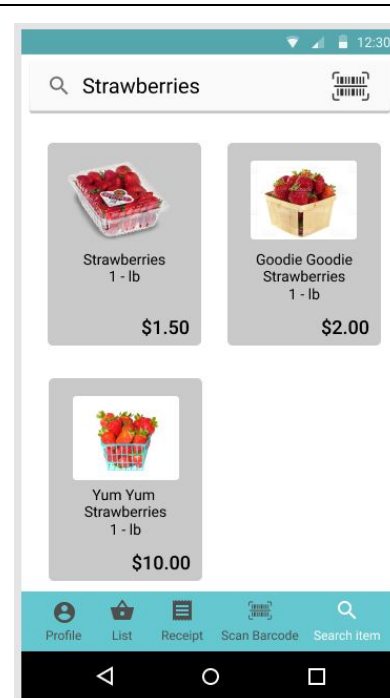 12:30
Strawberries
Strawberries
1 - lb
$1.50
Goodie Goodie
Strawberries
1 - lb
$2.00
Yum Yum
Strawberries
1 - lb
$10.00
Profile
List
Receipt
Scan Barcode
Search item